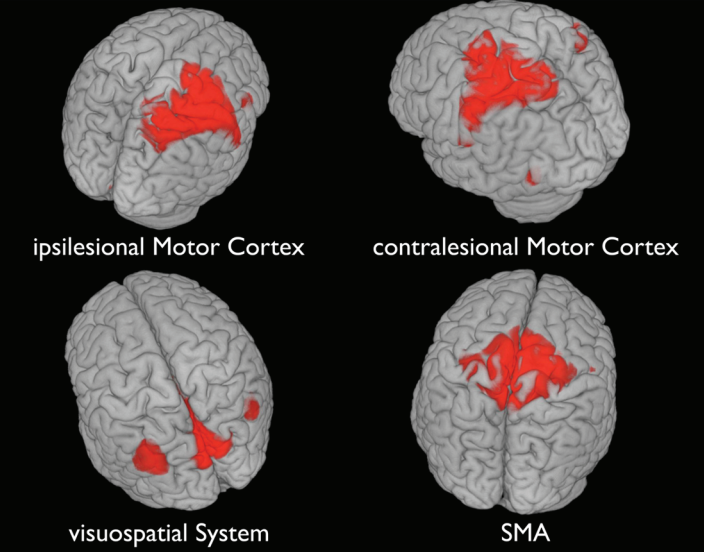 ipsilesional Motor Cortex
contralesional Motor Cortex
visuospatial System
SMA